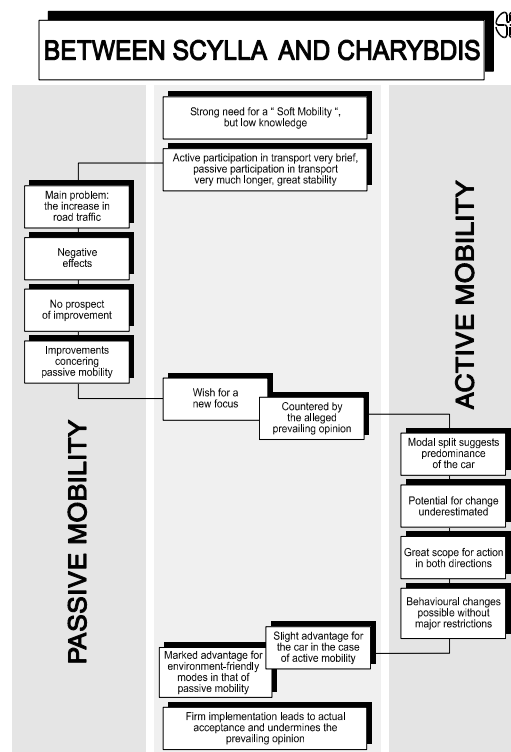 BETWEEN SCYLLA AND CHARYBDIS
Strong need for a “ Soft Mobility “,
but low knowledge
Active participation in transport very brief,
passive participation in transport
very much longer, great stability
Main problem:
the increase in
road traffic
Negative
effects
No prospect
of improvement
Improvements
concering
passive mobility
PASSIVE MOBILITY
Wish for a
new focus
Countered by
the alleged
prevailing opinion
ACTIVE MOBILITY
Modal split suggests
predominance
of the car
Potential for change
underestimated
Great scope for action
in both directions
Behavioural changes
possible without
major restrictions
Slight advantage for
the car in the case
of active mobility
Marked advantage for
environment-friendly
modes in that of
passive mobility
Firm implementation leads to actual
acceptance and undermines the
prevailing opinion